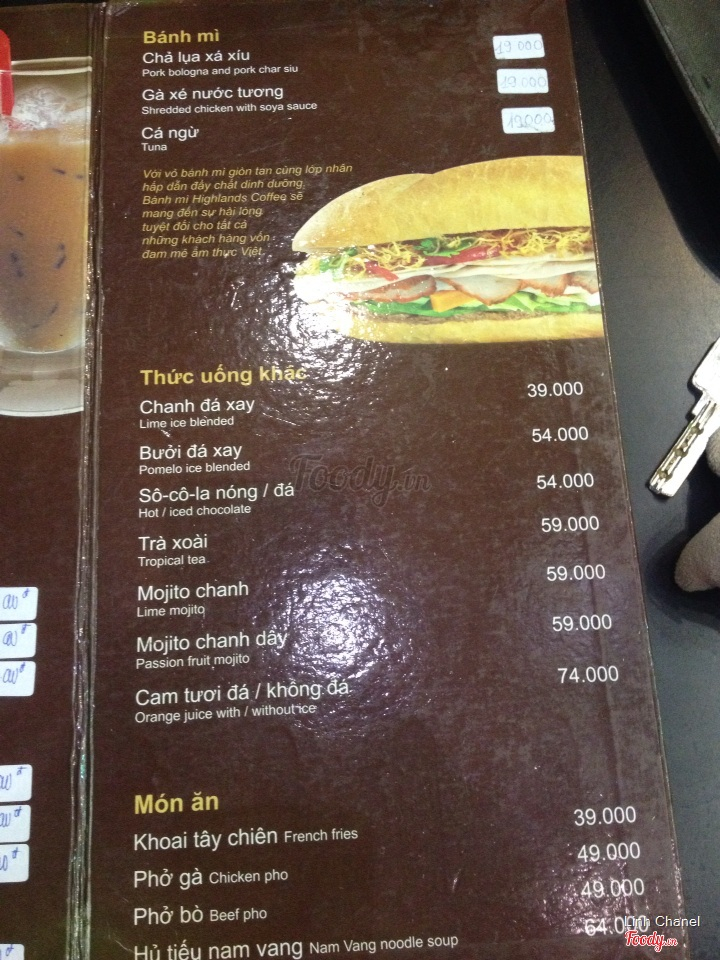 Bánh mì
Chả lụa xá xíu 19.000
Pork bologna and pork char siu
Gà xé nước tương 19.000
Shredded chicken with soya sauce
Cá ngừ 19000
Tuna
Với vỏ bánh mì giòn tan cùng lớp nhân
hấp dẫn đầy chất dinh dưỡng,
Bánh mì Highlands Coffee sẽ
mang đến sự hài lòng
tuyệt đối cho tất cả
những khách hàng vốn
đam mê ẩm thực Việt.
Thức uống khác
Chanh đá xay 39.000
Lime ice blended
Bưởi đá xay 54.000
Pomelo ice blended
Sô-cô-la nóng / đá 54.000
Hot / iced chocolate
Trà xoài 59.000
Tropical tea
Mojito chanh 59.000
Lime mojito
Mojito chanh dây 59.000
Passion fruit mojito
Cam tươi đá / không đá 74.000
Orange juice with / without ice
Món ăn
Khoai tây chiên French fries 39.000
Phở gà Chicken pho 49.000
Phở bò Beef pho 49.000
Hủ tiếu nam vang Nam Vang noodle soup 64.000
Foody.vn
Linh Chanel
Foody.vn